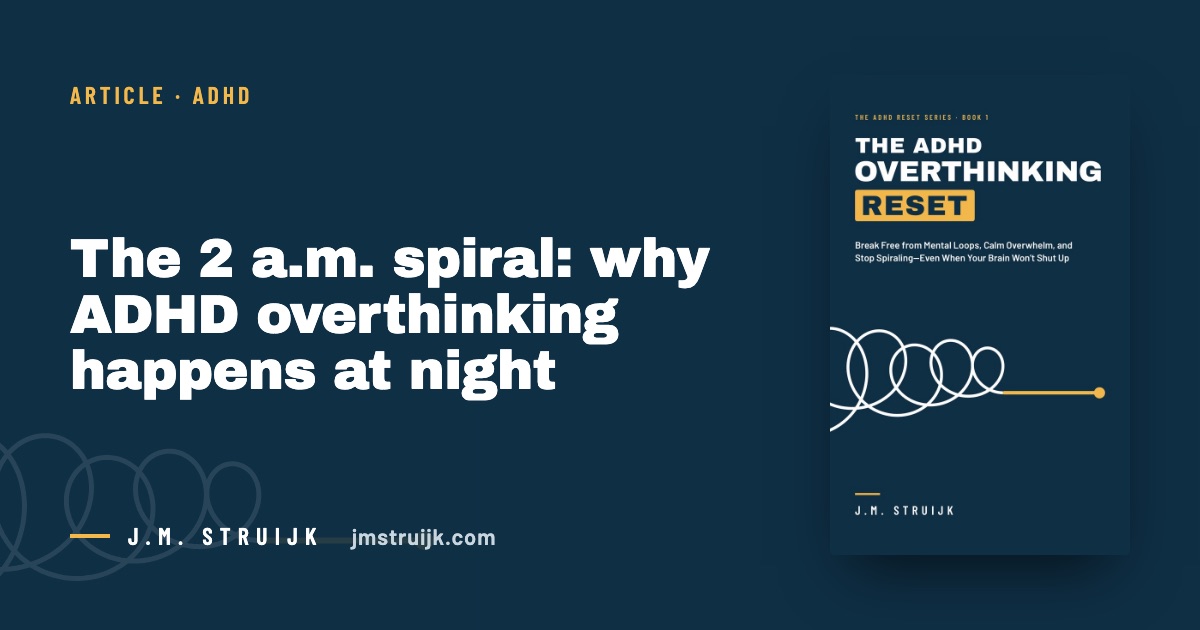 ARTICLE · ADHD
The 2 a.m. spiral: why
ADHD overthinking
happens at night
J.M. STRUIJK jmstruijk.com
THE ADHD RESET SERIES · BOOK 1
THE ADHD
OVERTHINKING
RESET
Break Free from Mental Loops, Calm Overwhelm, and
Stop Spiraling—Even When Your Brain Won't Shut Up
J.M. STRUIJK